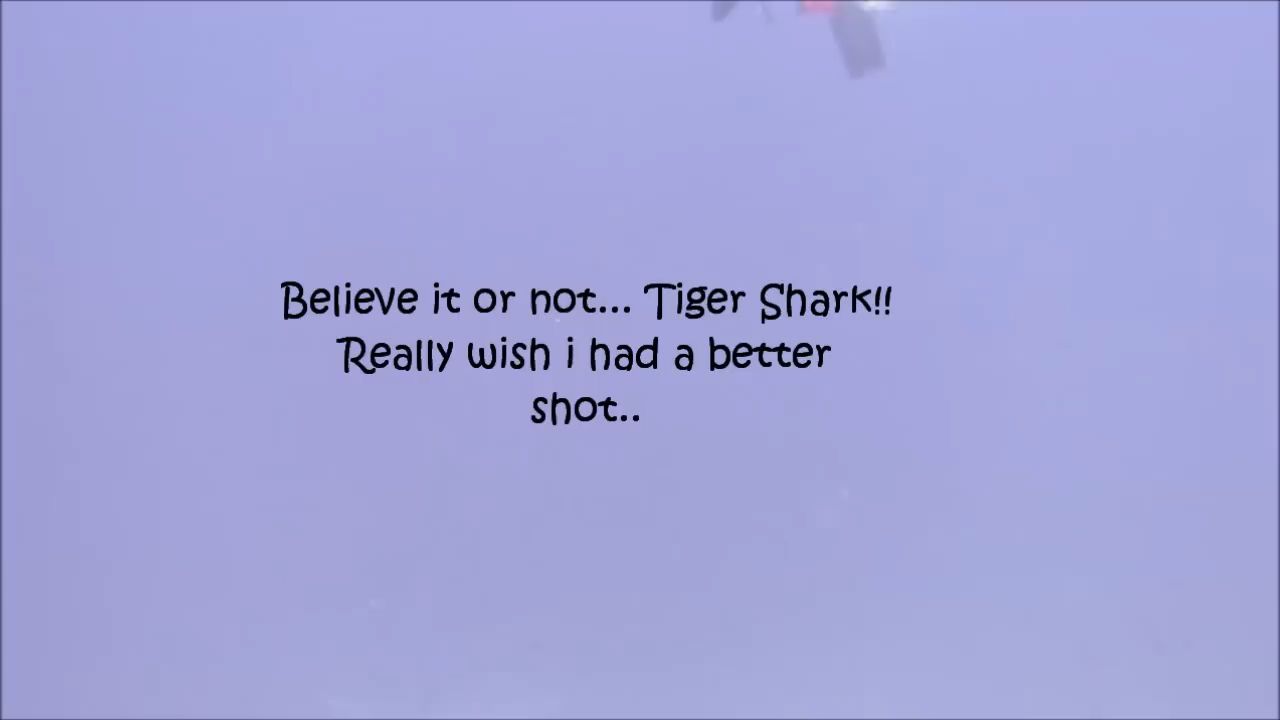 Believe it or not... Tiger Shark!!
Really wish i had a better
shot..